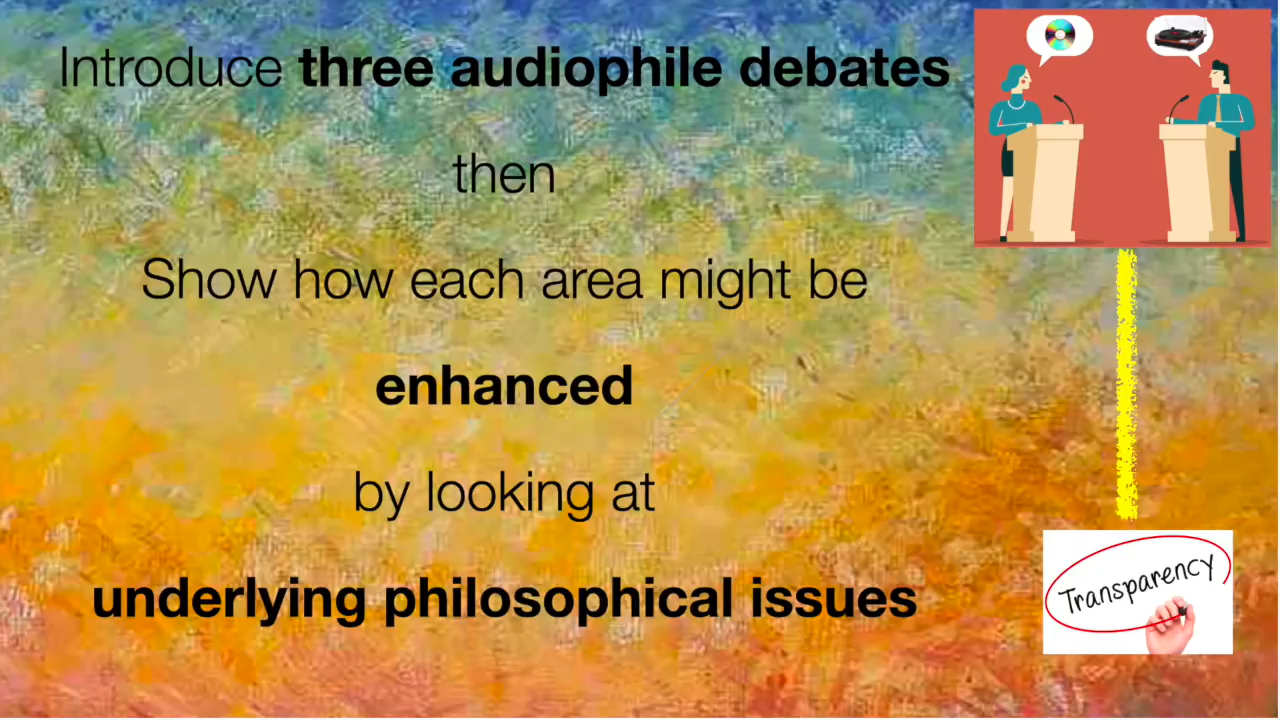 Introduce three audiophile debates
then
Show how each area might be
enhanced
by looking at
underlying philosophical issues
Transparency